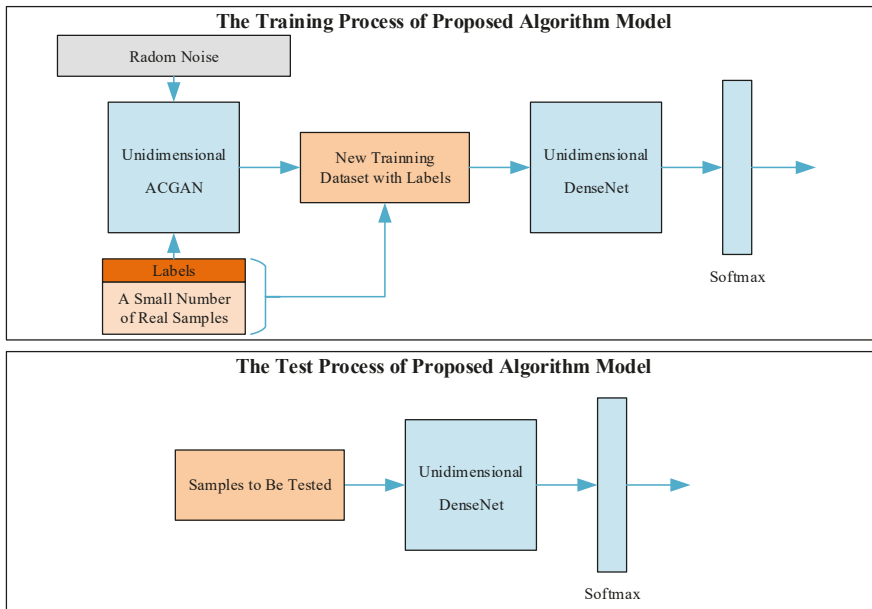 The Training Process of Proposed Algorithm Model
Radom Noise
Unidimensional
ACGAN
New Trainning
Dataset with Labels
Unidimensional
DenseNet
Softmax
Labels
A Small Number
of Real Samples
The Test Process of Proposed Algorithm Model
Samples to Be Tested
Unidimensional
DenseNet
Softmax